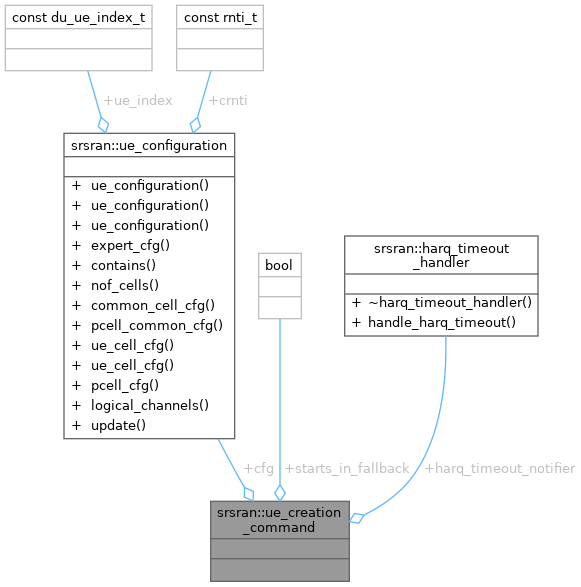 const du_ue_index_t
const rnti_t
+ue_index
+crnti
srsran::ue_configuration
+ ue_configuration()
+ ue_configuration()
+ ue_configuration()
+ expert_cfg()
+ contains()
+ nof_cells()
+ common_cell_cfg()
+ pcell_common_cfg()
+ ue_cell_cfg()
+ ue_cell_cfg()
+ pcell_cfg()
+ logical_channels()
+ update()
bool
srsran::harq_timeout
_handler
+ ~harq_timeout_handler()
+ handle_harq_timeout()
+cfg
+starts_in_fallback
+harq_timeout_notifier
srsran::ue_creation
_command